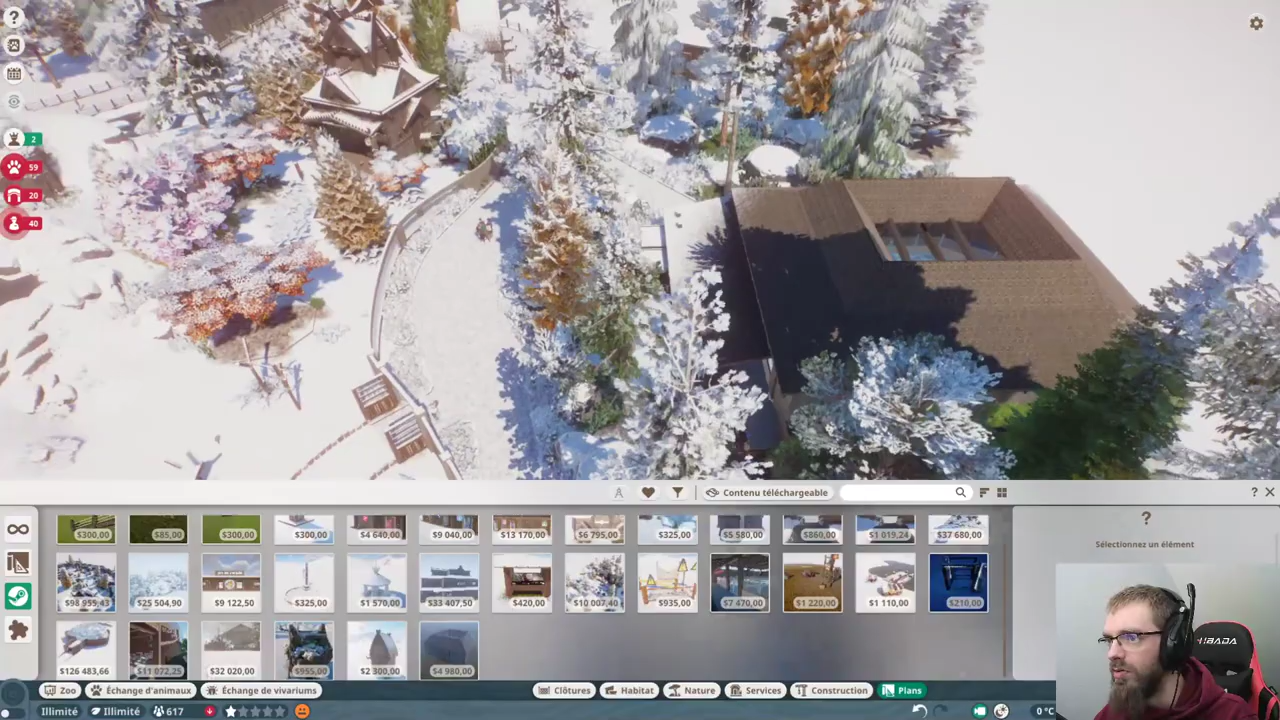 ?
2
59
20
40
Contenu téléchargeable
? X
$300,00 $85,00 $300,00 $300,00 $4 640,00 $9 040,00 $13 170,00 $6 795,00 $325,00 $5 580,00 $860,00 $1 019,24 $37 680,00
?
Sélectionnez un élément
$98 955,43 $25 504,90 $9 122,50 $325,00 $1 570,00 $33 407,50 $420,00 $10 007,40 $935,00 $7 470,00 $1 220,00 $1 110,00 $210,00
$126 483,66 $11 072,25 $32 020,00 $955,00 $2 300,00 $4 980,00
Zoo Échange d'animaux Échange de vivariums Clôtures Habitat Nature Services Construction Plans
Illimité Illimité 617 0 °C